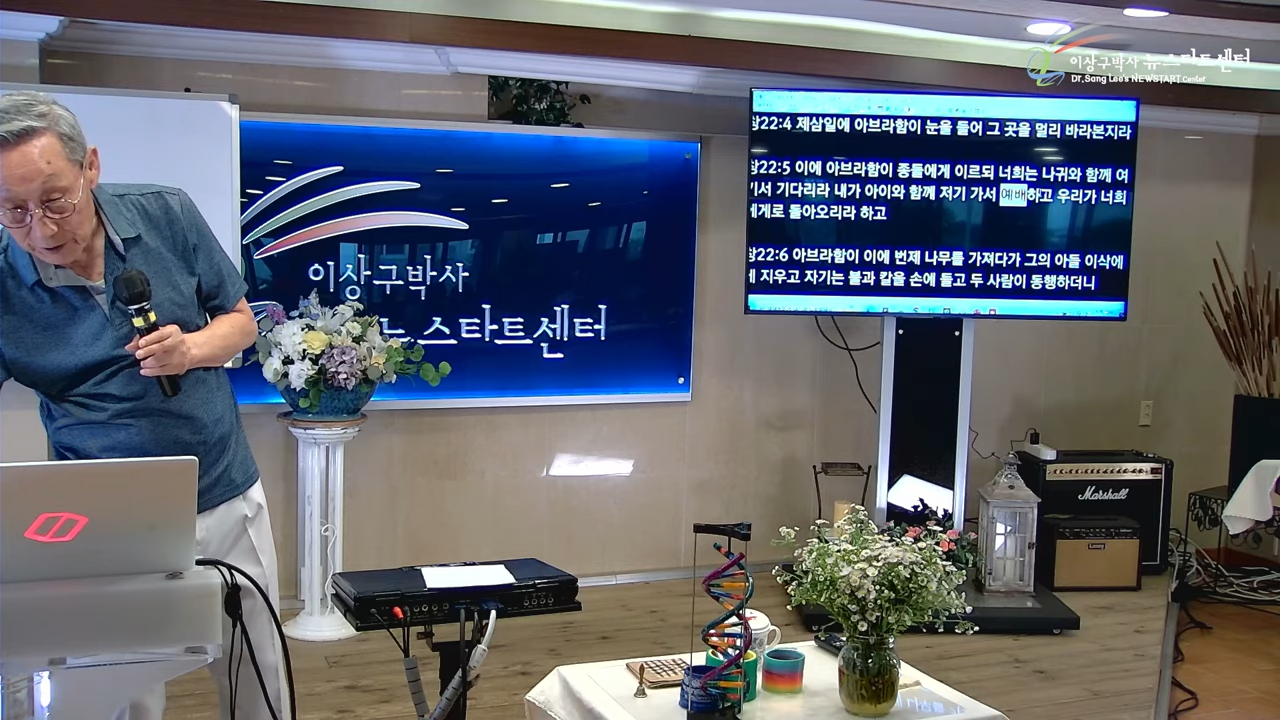 이상구박사 뉴스타트센터
Dr.Sang Lee's NEWSTART Center
창22:4 제삼일에 아브라함이 눈을 들어 그 곳을 멀리 바라본지라
창22:5 이에 아브라함이 종들에게 이르되 너희는 나귀와 함께 여
기서 기다리라 내가 아이와 함께 저기 가서 예배하고 우리가 너희
에게로 돌아오리라 하고
창22:6 아브라함이 이에 번제 나무를 가져다가 그의 아들 이삭에
게 지우고 자기는 불과 칼을 손에 들고 두 사람이 동행하더니
이상구박사
뉴스타트센터
Marshall
Laney